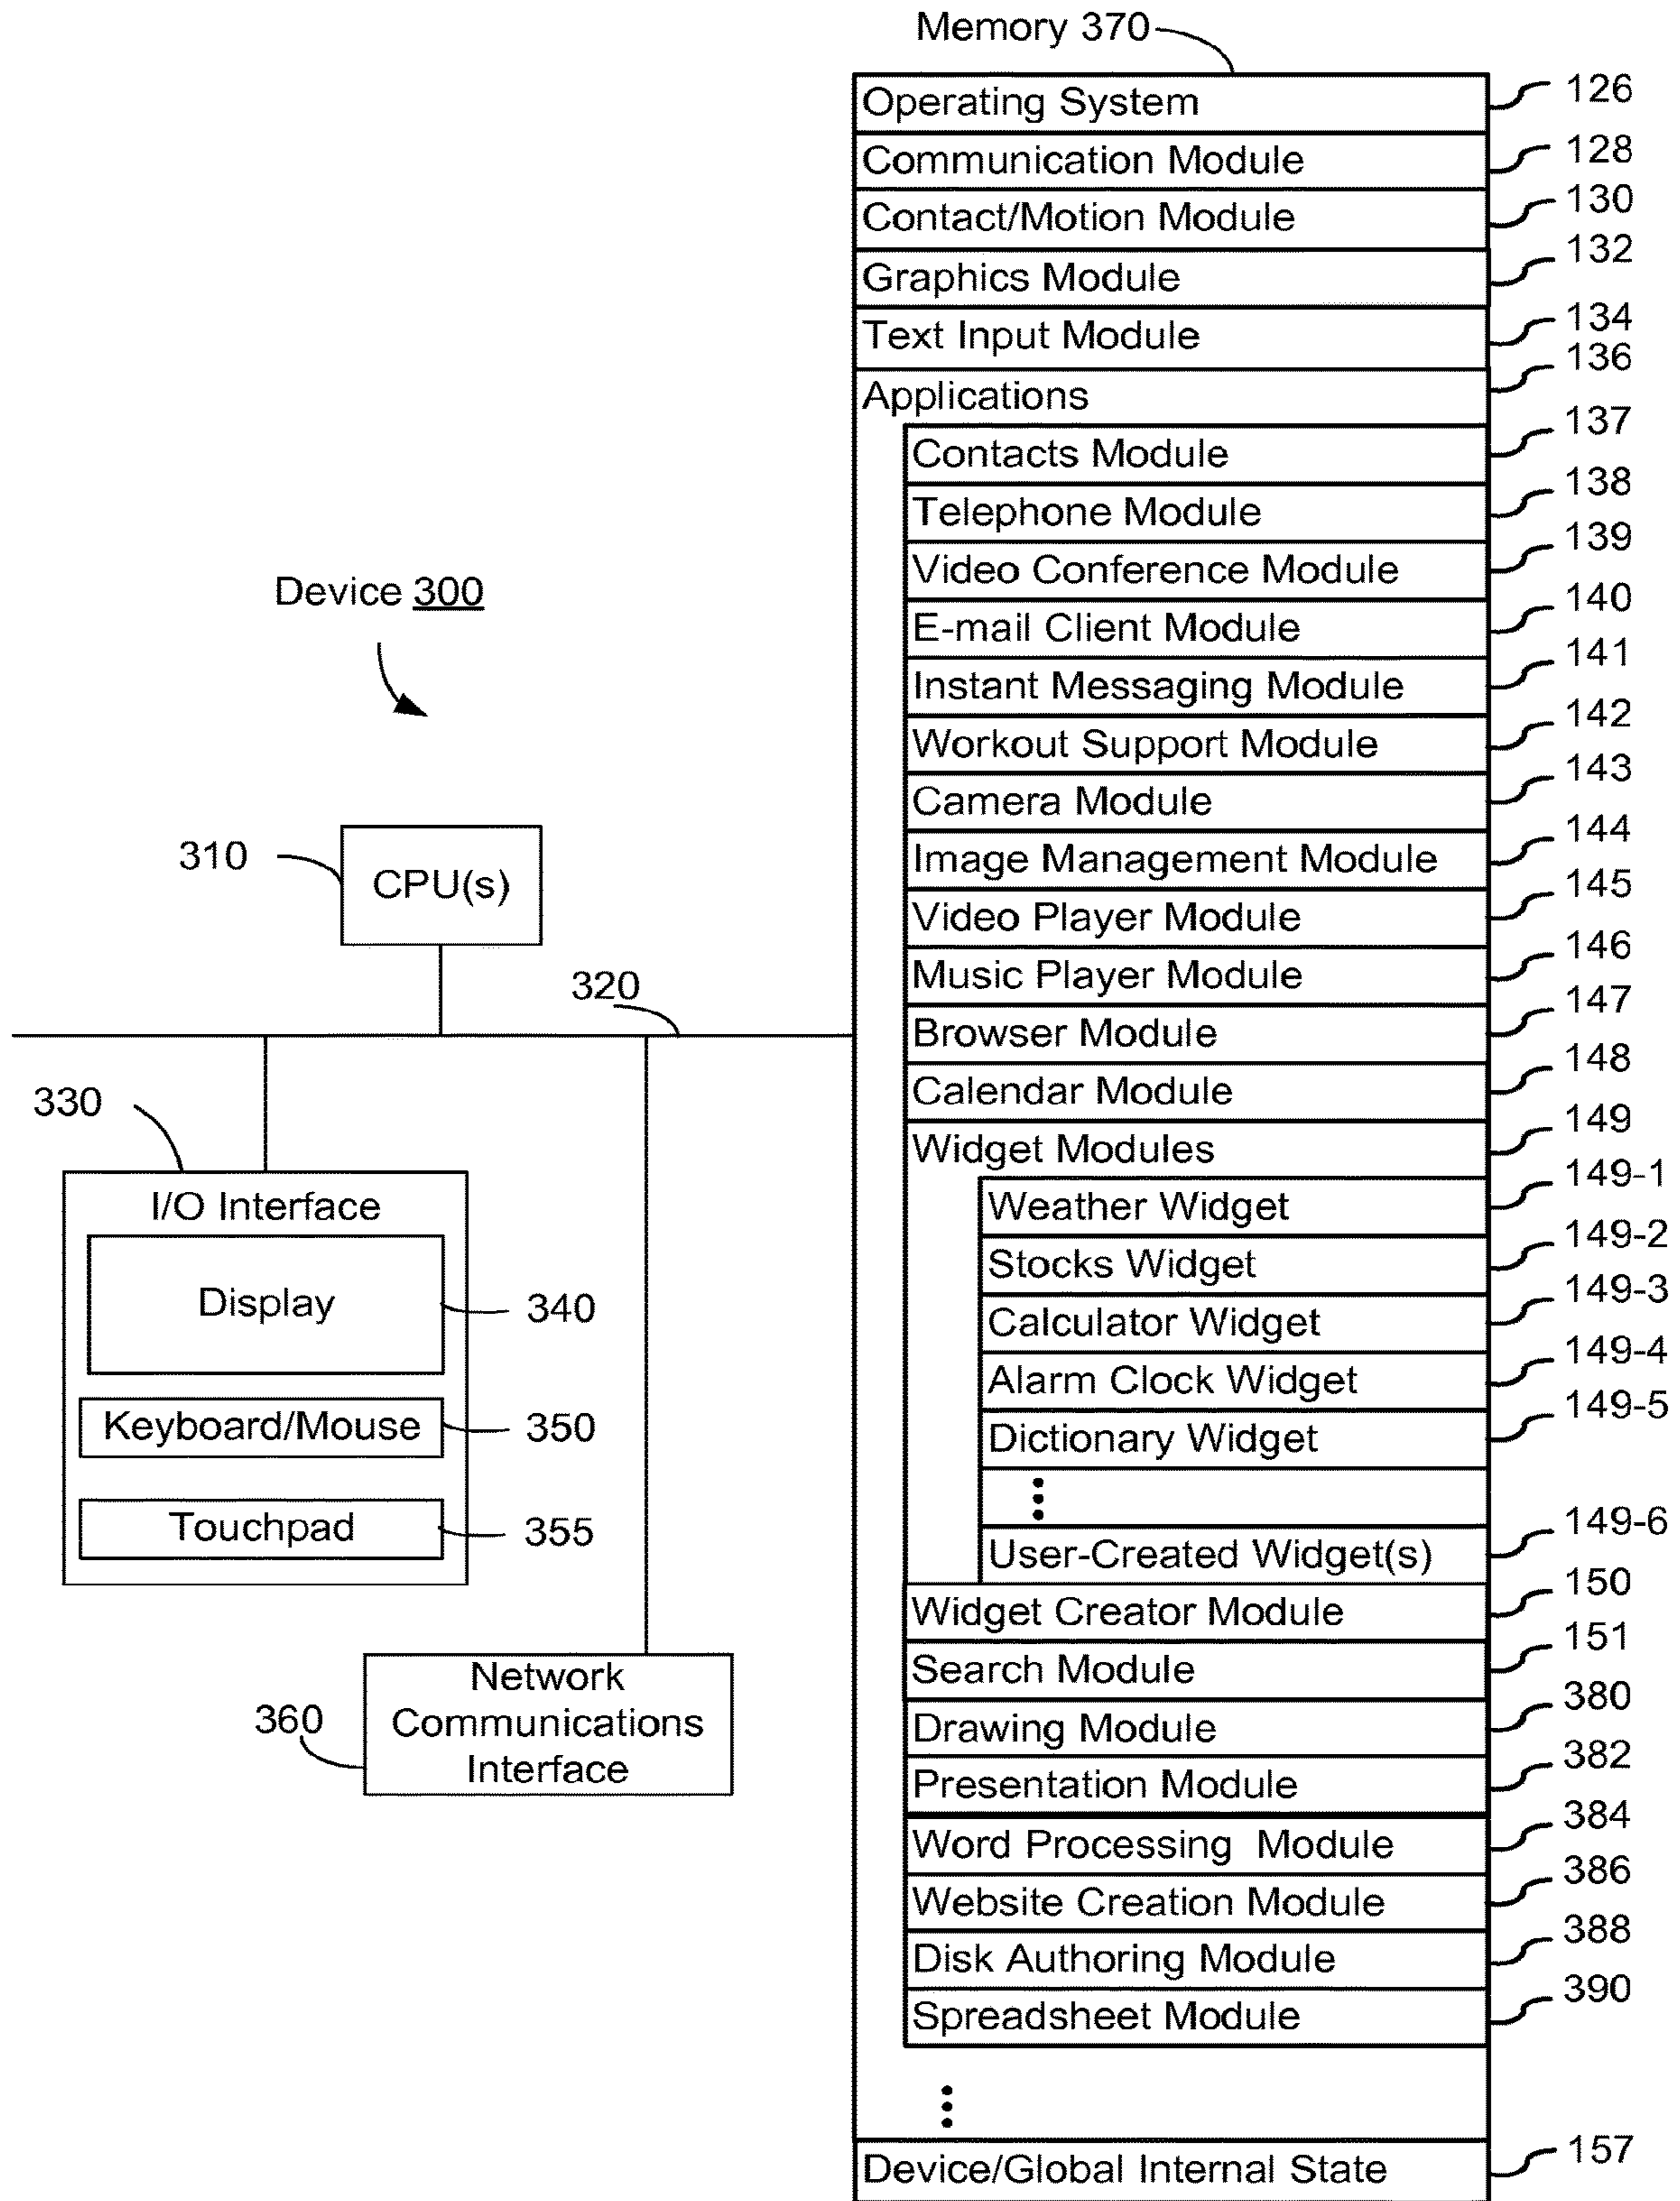 Memory 370
Operating System 126
Communication Module 128
Contact/Motion Module 130
Graphics Module 132
Text Input Module 134
Applications 136
Contacts Module 137
Telephone Module 138
Video Conference Module 139
E-mail Client Module 140
Instant Messaging Module 141
Workout Support Module 142
Camera Module 143
Image Management Module 144
Video Player Module 145
Music Player Module 146
Browser Module 147
Calendar Module 148
Widget Modules 149
Weather Widget 149-1
Stocks Widget 149-2
Calculator Widget 149-3
Alarm Clock Widget 149-4
Dictionary Widget 149-5
User-Created Widget(s) 149-6
Widget Creator Module 150
Search Module 151
Drawing Module 380
Presentation Module 382
Word Processing Module 384
Website Creation Module 386
Disk Authoring Module 388
Spreadsheet Module 390
Device/Global Internal State 157
Device 300
310
CPU(s)
320
330
I/O Interface
Display 340
Keyboard/Mouse 350
Touchpad 355
360
Network
Communications
Interface